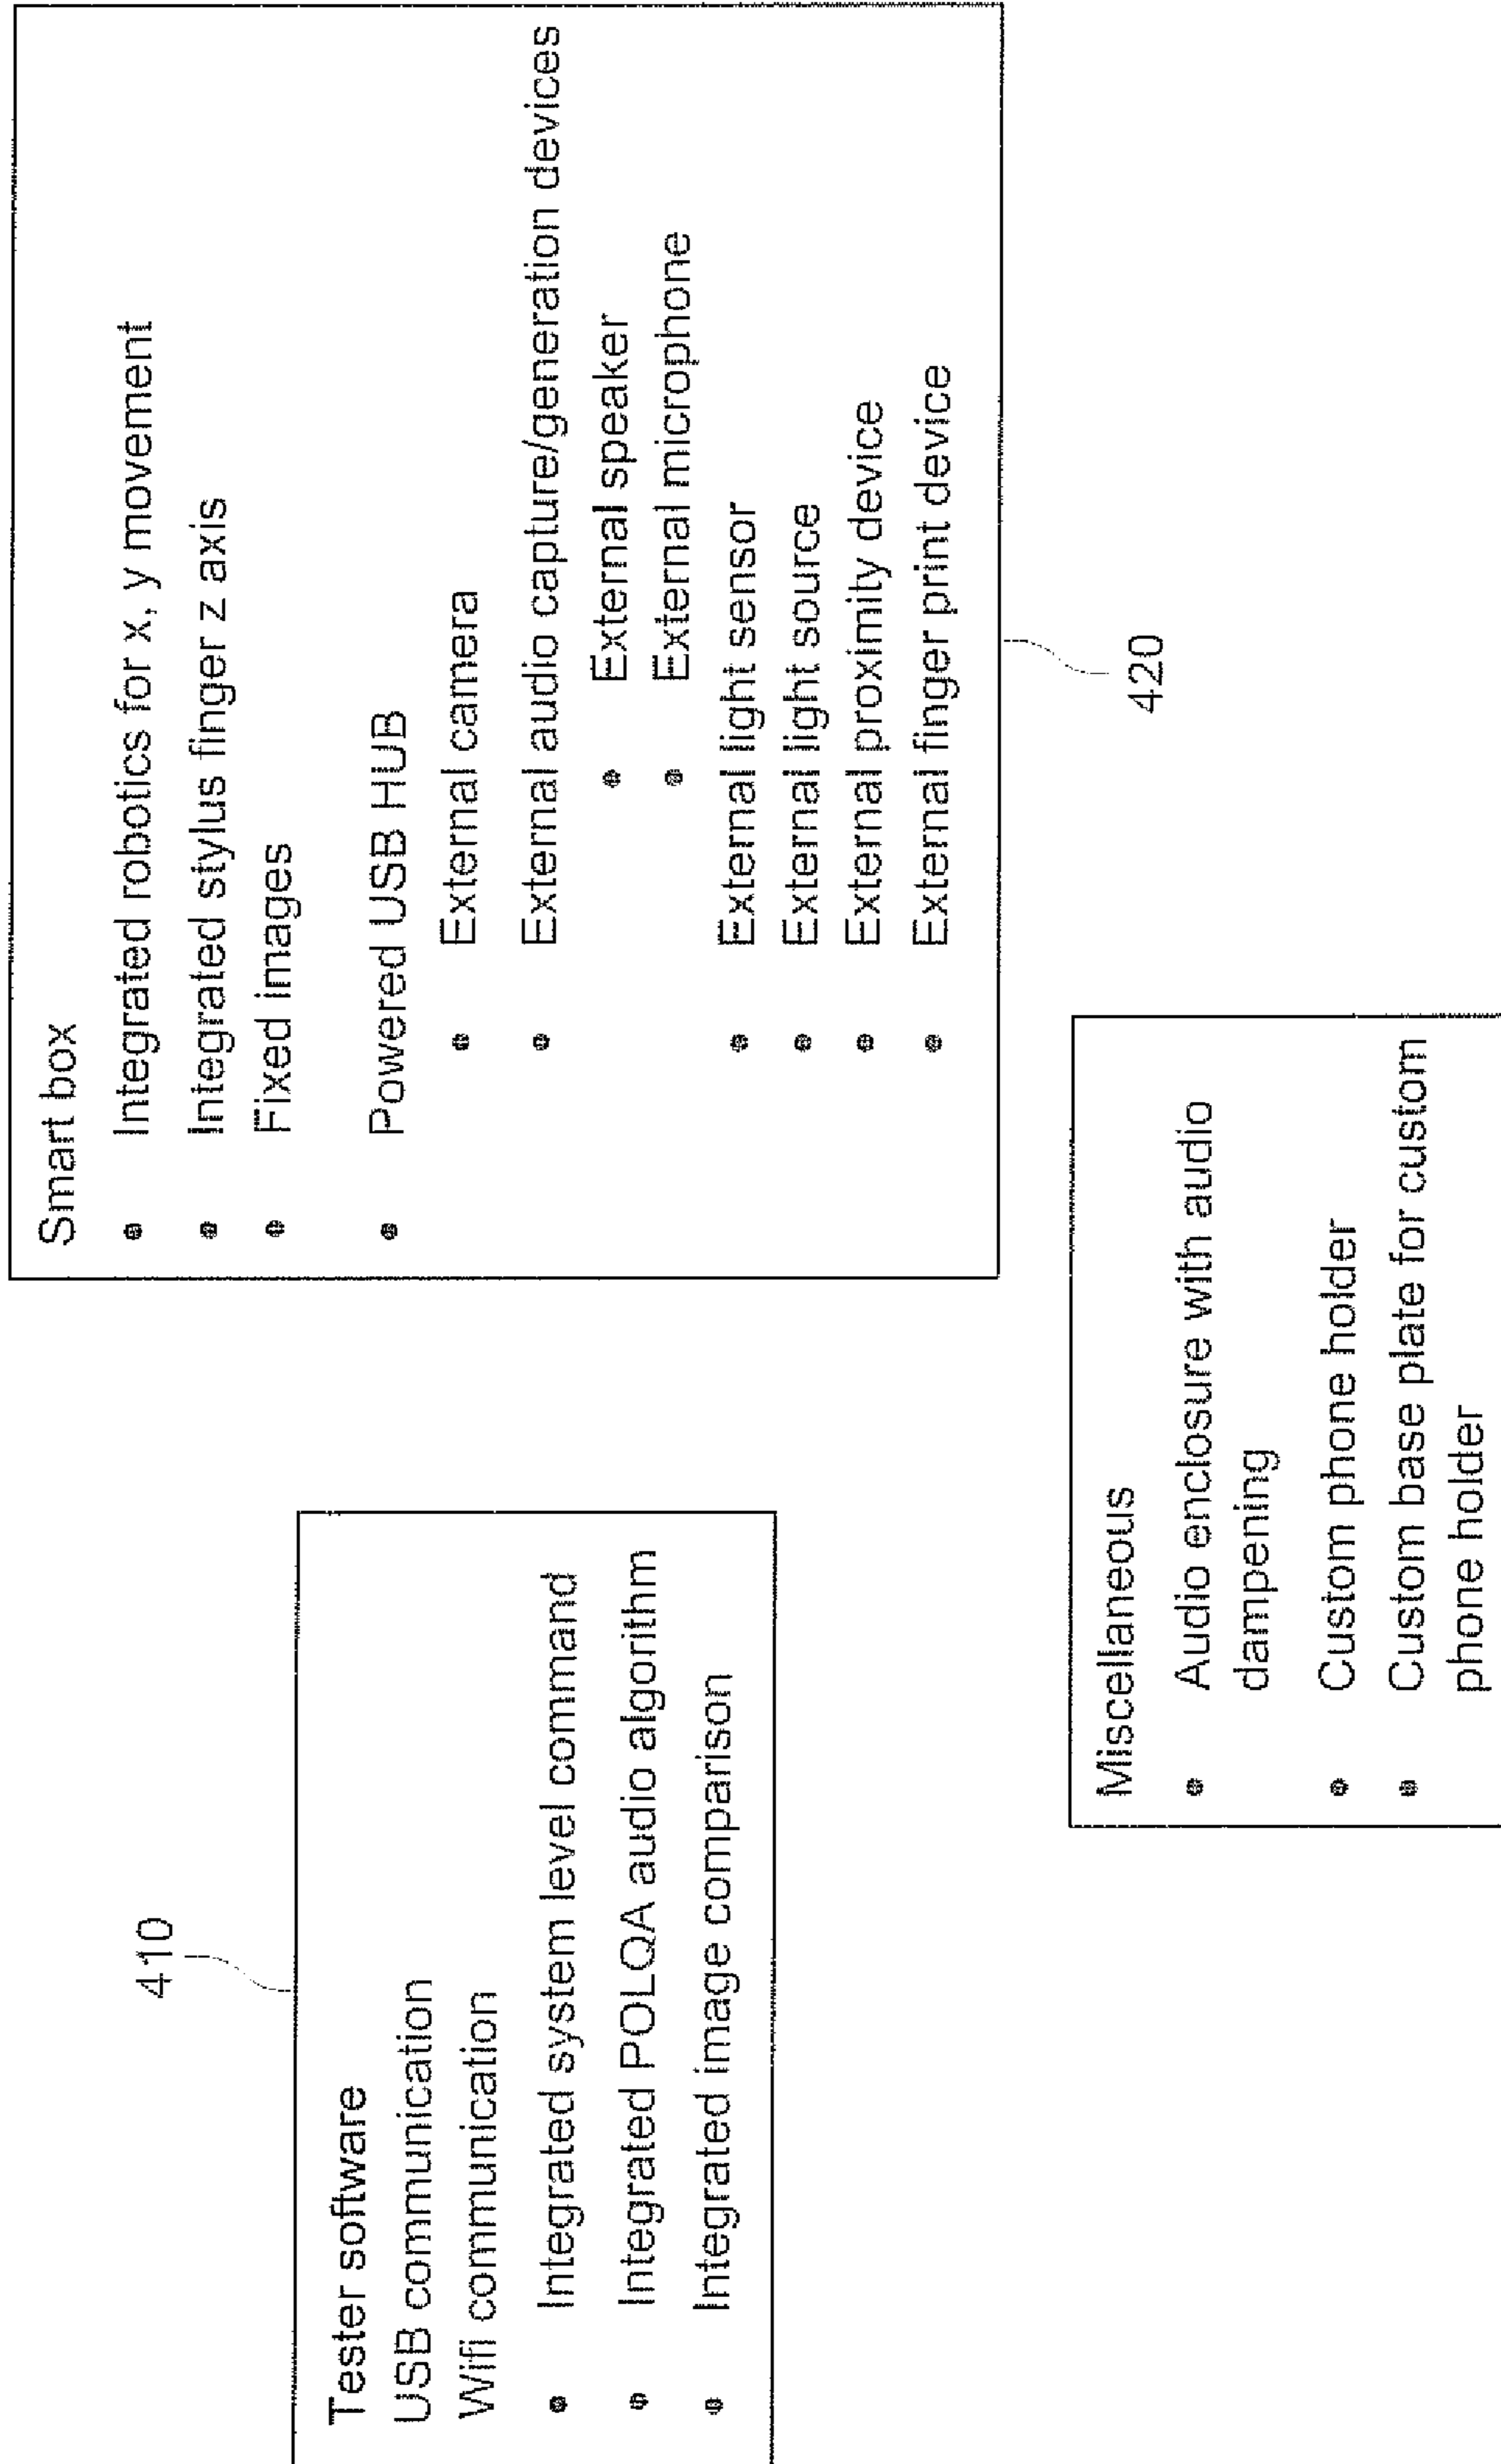 410
Tester software
USB communication
Wifi communication
• Integrated system level command
• Integrated POLQA audio algorithm
• Integrated image comparison
Smart box
• Integrated robotics for x, y movement
• Integrated stylus finger z axis
• Fixed images
• Powered USB HUB
• External camera
• External audio capture/generation devices
• External speaker
• External microphone
• External light sensor
• External light source
• External proximity device
• External finger print device
420
Miscellaneous
• Audio enclosure with audio
dampening
• Custom phone holder
• Custom base plate for custom
phone holder